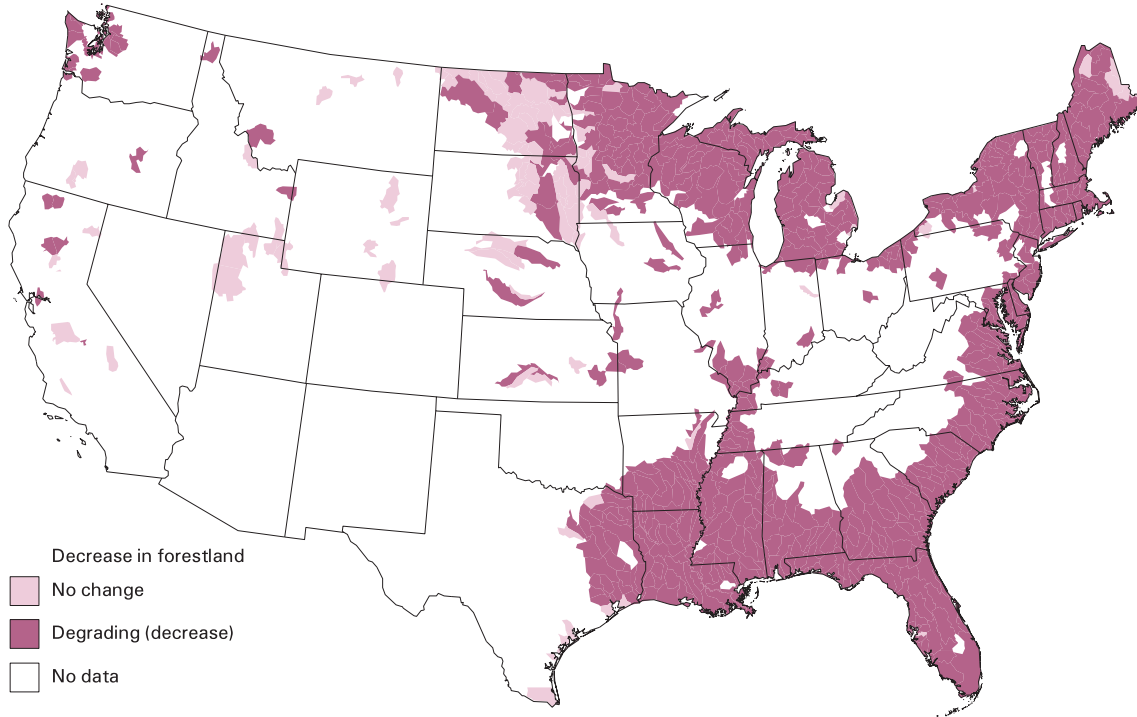 Decrease in forestland
No change
Degrading (decrease)
No data